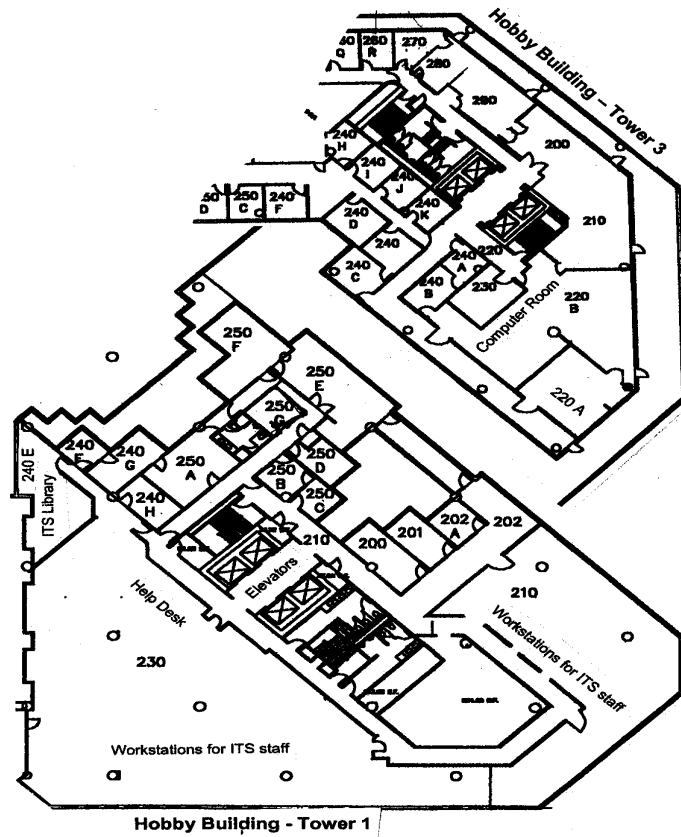 Hobby Building – Tower 3
260
R
270
280
290
200
240
H
240
I
240
J
240
K
210
250
C
240
F
240
D
240
240
C
240
A
220
240
B
230
Computer Room
220
B
220 A
250
F
250
E
250
G
240
F
240
G
250
A
250
D
250
B
250
C
240
H
240 E
ITS Library
210
200
201
202
A
202
210
Elevators
Help Desk
230
Workstations for ITS staff
Workstations for ITS staff
Hobby Building - Tower 1